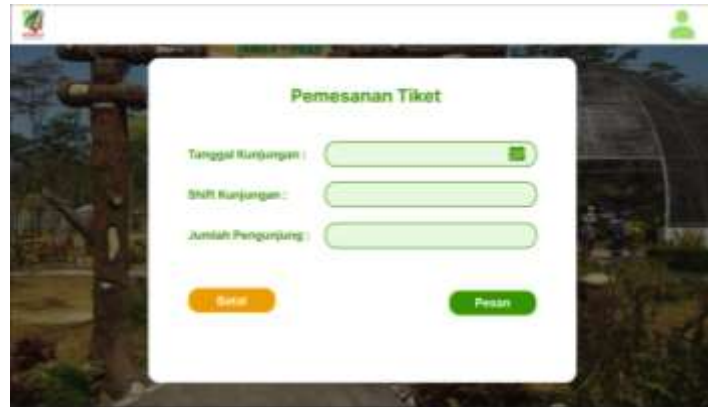 Pemesanan Tiket
Tanggal Kunjungan :
Shift Kunjungan :
Jumlah Pengunjung :
Batal
Pesan